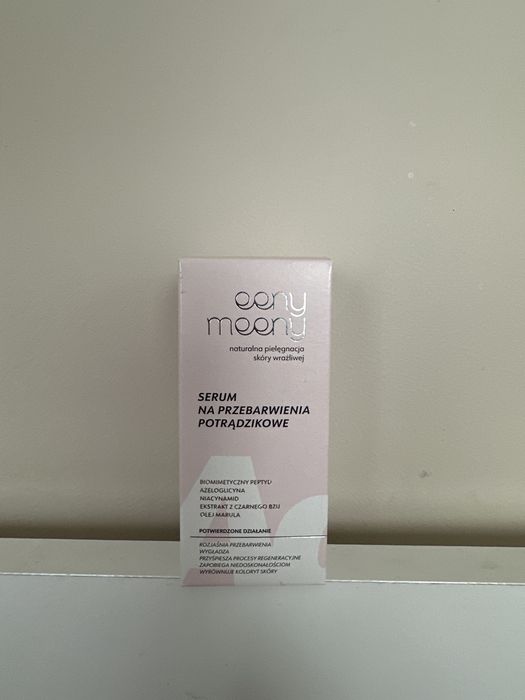 eeny
meeny
naturalna pielęgnacja
skóry wrażliwej
SERUM
NA PRZEBARWIENIA
POTRĄDZIKOWE
BIOMIMETYCZNY PEPTYD
AZELOGLICYNA
NIACYNAMID
EKSTRAKT Z CZARNEGO BZU
OLEJ MARULA
POTWIERDZONE DZIAŁANIE
ROZJAŚNIA PRZEBARWIENIA
WYGŁADZA
PRZYŚPIESZA PROCESY REGENERACYJNE
ZAPOBIEGA NIEDOSKONAŁOŚCIOM
WYRÓWNUJE KOLORYT SKÓRY